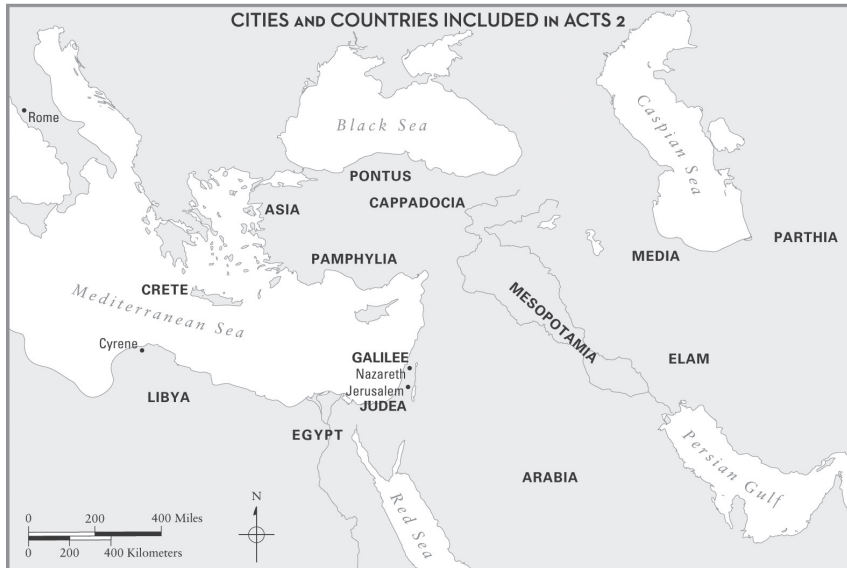 CITIES AND COUNTRIES INCLUDED IN ACTS 2
Rome
Black Sea
Caspian Sea
PONTUS
CAPPADOCIA
ASIA
PARTHIA
MEDIA
PAMPHYLIA
CRETE
Mediterranean Sea
MESOPOTAMIA
Cyrene
GALILEE
Nazareth
ELAM
Jerusalem
LIBYA
JUDEA
EGYPT
Persian Gulf
ARABIA
Red Sea
N
0 200 400 Miles
0 200 400 Kilometers